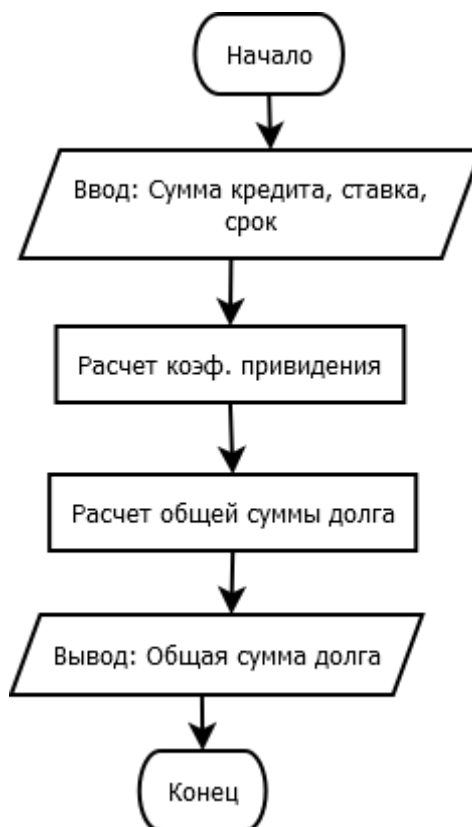 Начало
Ввод: Сумма кредита, ставка,
срок
Расчет коэф. привидения
Расчет общей суммы долга
Вывод: Общая сумма долга
Конец